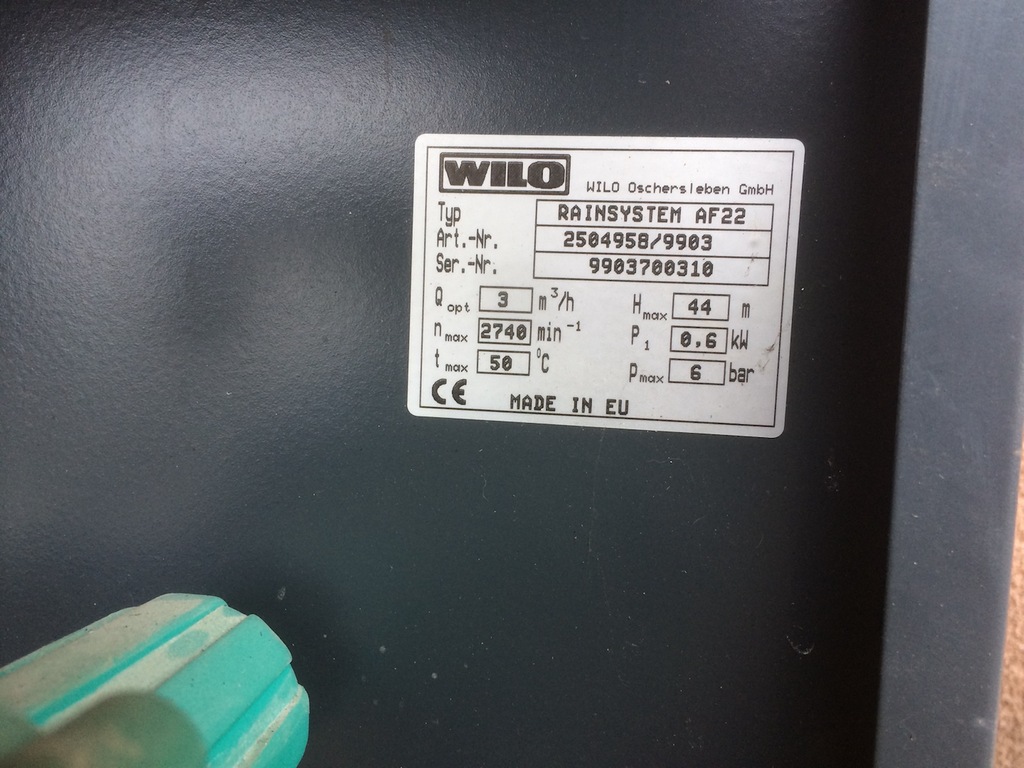 WILO
WILO Oschersleben GmbH
Typ RAINSYSTEM AF22
Art.-Nr. 2504958/9903
Ser.-Nr. 9903700310
Q opt 3 m³/h H max 44 m
n max 2740 min⁻¹ P 1 0,6 kW
t max 50 °C p max 6 bar
CE MADE IN EU